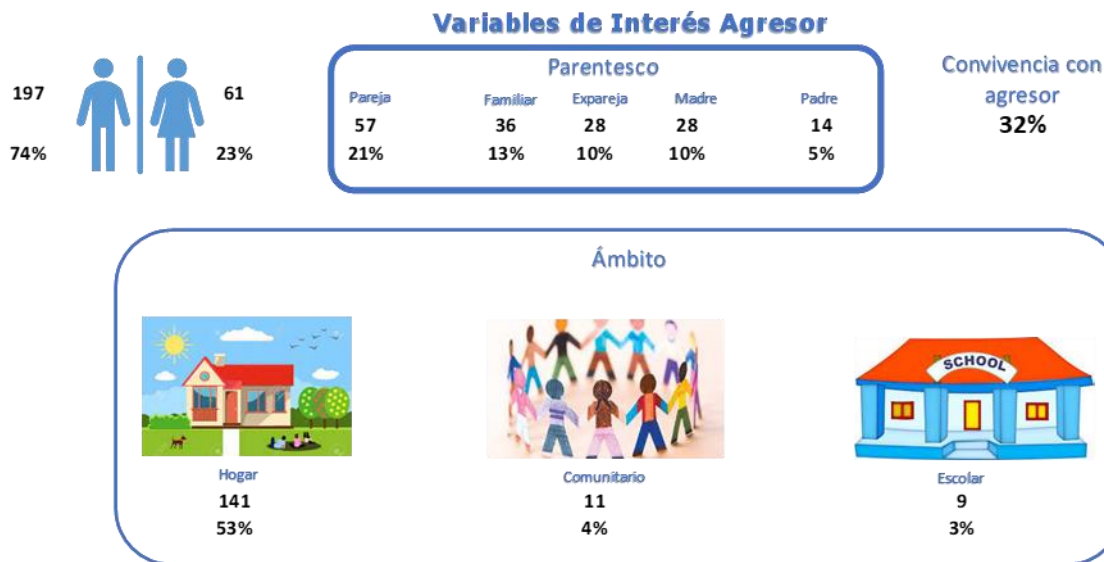 Variables de Interés Agresor
197 61
74% 23%
Parentesco
Pareja Familiar Expareja Madre Padre
57 36 28 28 14
21% 13% 10% 10% 5%
Convivencia con
agresor
32%
Ámbito
SCHOOL
Hogar Comunitario Escolar
141 11 9
53% 4% 3%